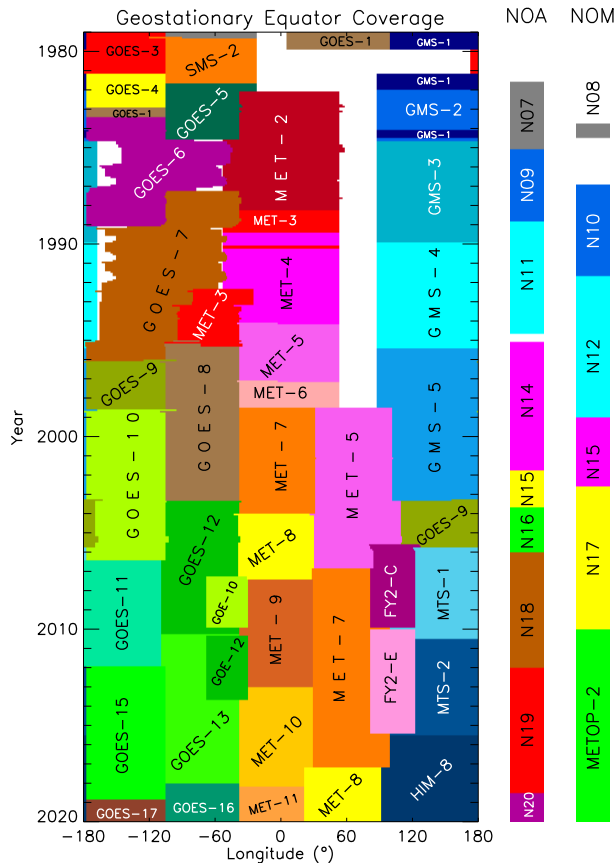 Geostationary Equator Coverage
NOA
NOM
GOES-3
SMS-2
GOES-1
GMS-1
GOES-4
GOES-5
GMS-1
GMS-2
GOES-1
GMS-1
MET-2
GOES-6
GMS-3
MET-3
GOES-7
MET-4
GMS-4
MET-3
MET-5
GOES-9
GOES-8
MET-6
GMS-5
GOES-10
MET-7
MET-5
GOES-12
MET-8
GOES-9
GOES-11
GOE-10
MET-9
FY2-C
MTS-1
MET-7
GOE-12
FY2-E
MTS-2
GOES-15
GOES-13
MET-10
HIM-8
GOES-17
GOES-16
MET-11
MET-8
N07
N09
N11
N14
N15
N16
N18
N19
N20
N08
N10
N12
N15
N17
METOP-2
1980
1990
2000
2010
2020
Year
-180
-120
-60
0
60
120
180
Longitude (°)